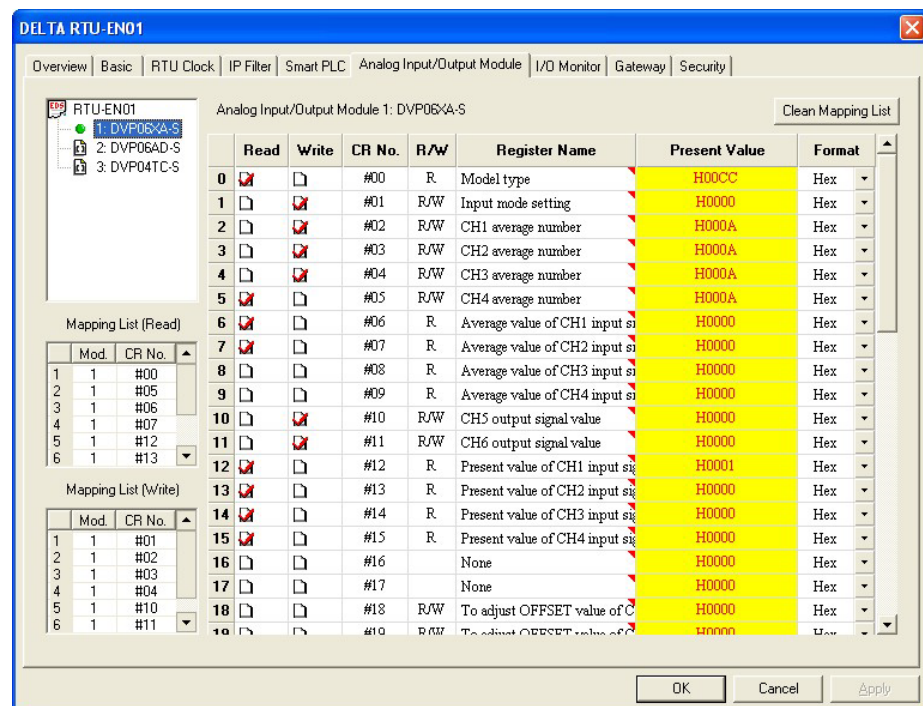 DELTA RTU-EN01
Overview Basic RTU Clock IP Filter Smart PLC Analog Input/Output Module I/O Monitor Gateway Security
EDS RTU-EN01
1: DVP06XA-S
2: DVP06AD-S
3: DVP04TC-S
Analog Input/Output Module 1: DVP06XA-S
Clean Mapping List
Read Write CR No. R/W Register Name Present Value Format
0 #00 R Model type H00CC Hex
1 #01 R/W Input mode setting H0000 Hex
2 #02 R/W CH1 average number H000A Hex
3 #03 R/W CH2 average number H000A Hex
4 #04 R/W CH3 average number H000A Hex
5 #05 R/W CH4 average number H000A Hex
6 #06 R Average value of CH1 input si H0000 Hex
7 #07 R Average value of CH2 input si H0000 Hex
8 #08 R Average value of CH3 input si H0000 Hex
9 #09 R Average value of CH4 input si H0000 Hex
10 #10 R/W CH5 output signal value H0000 Hex
11 #11 R/W CH6 output signal value H0000 Hex
12 #12 R Present value of CH1 input sig H0001 Hex
13 #13 R Present value of CH2 input sig H0000 Hex
14 #14 R Present value of CH3 input sig H0000 Hex
15 #15 R Present value of CH4 input sig H0000 Hex
16 #16 None H0000 Hex
17 #17 None H0000 Hex
18 #18 R/W To adjust OFFSET value of C H0000 Hex
19 #19 R/W To adjust OFFSET value of C H0000 Hex
Mapping List (Read)
Mod. CR No.
1 1 #00
2 1 #05
3 1 #06
4 1 #07
5 1 #12
6 1 #13
Mapping List (Write)
Mod. CR No.
1 1 #01
2 1 #02
3 1 #03
4 1 #04
5 1 #10
6 1 #11
OK Cancel Apply